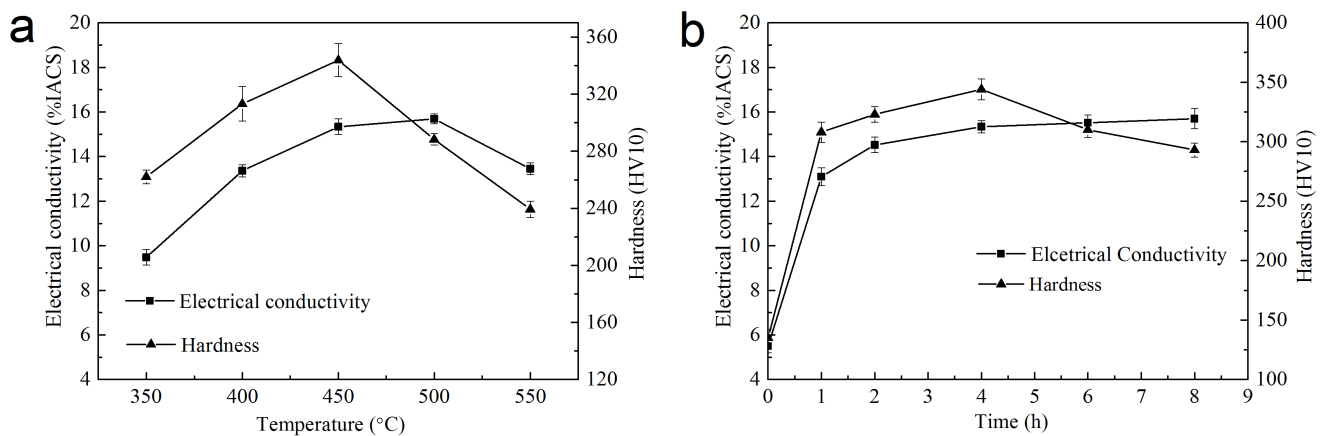 a
20
18
16
14
12
10
8
6
4
Electrical conductivity (%IACS)
360
320
280
240
200
160
120
Hardness (HV10)
Electrical conductivity
Hardness
350 400 450 500 550
Temperature (°C)
b
20
18
16
14
12
10
8
6
4
Electrical conductivity (%IACS)
400
350
300
250
200
150
100
Hardness (HV10)
Elcetrical Conductivity
Hardness
0 1 2 3 4 5 6 7 8 9
Time (h)